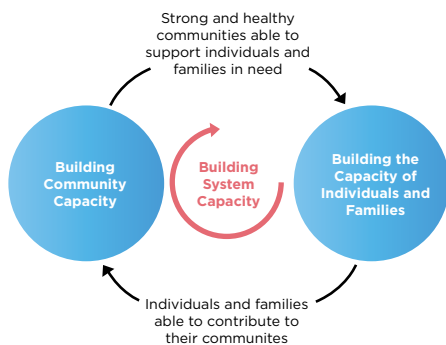 Strong and healthy
communities able to
support individuals and
families in need
Building
Community
Capacity
Building
System
Capacity
Building the
Capacity of
Individuals and
Families
Individuals and families
able to contribute to
their communites